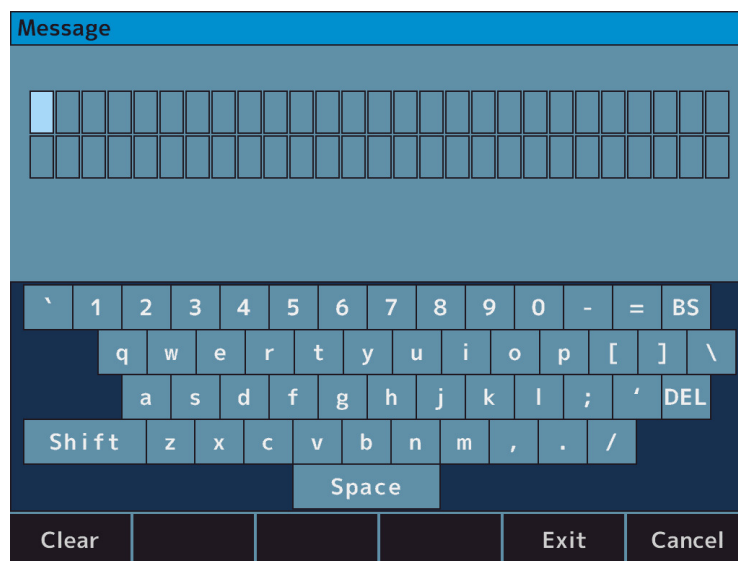 Message
` 1 2 3 4 5 6 7 8 9 0 - = BS
q w e r t y u i o p [ ] \
a s d f g h j k l ; ‘ DEL
Shift z x c v b n m , . /
Space
Clear Exit Cancel